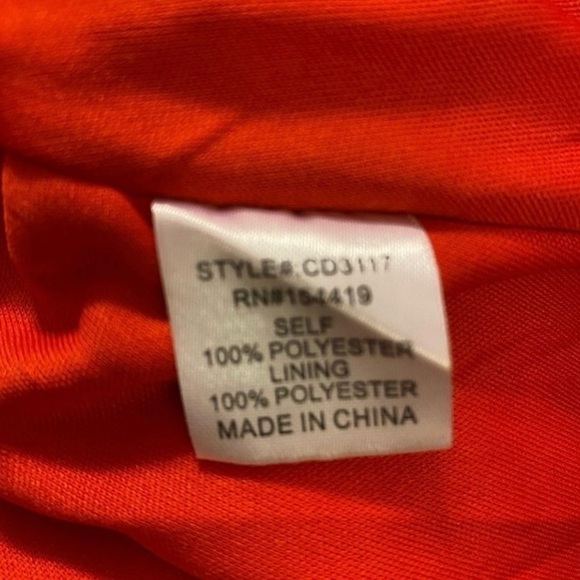 STYLE#:CD3117
RN#154419
SELF
100% POLYESTER
LINING
100% POLYESTER
MADE IN CHINA